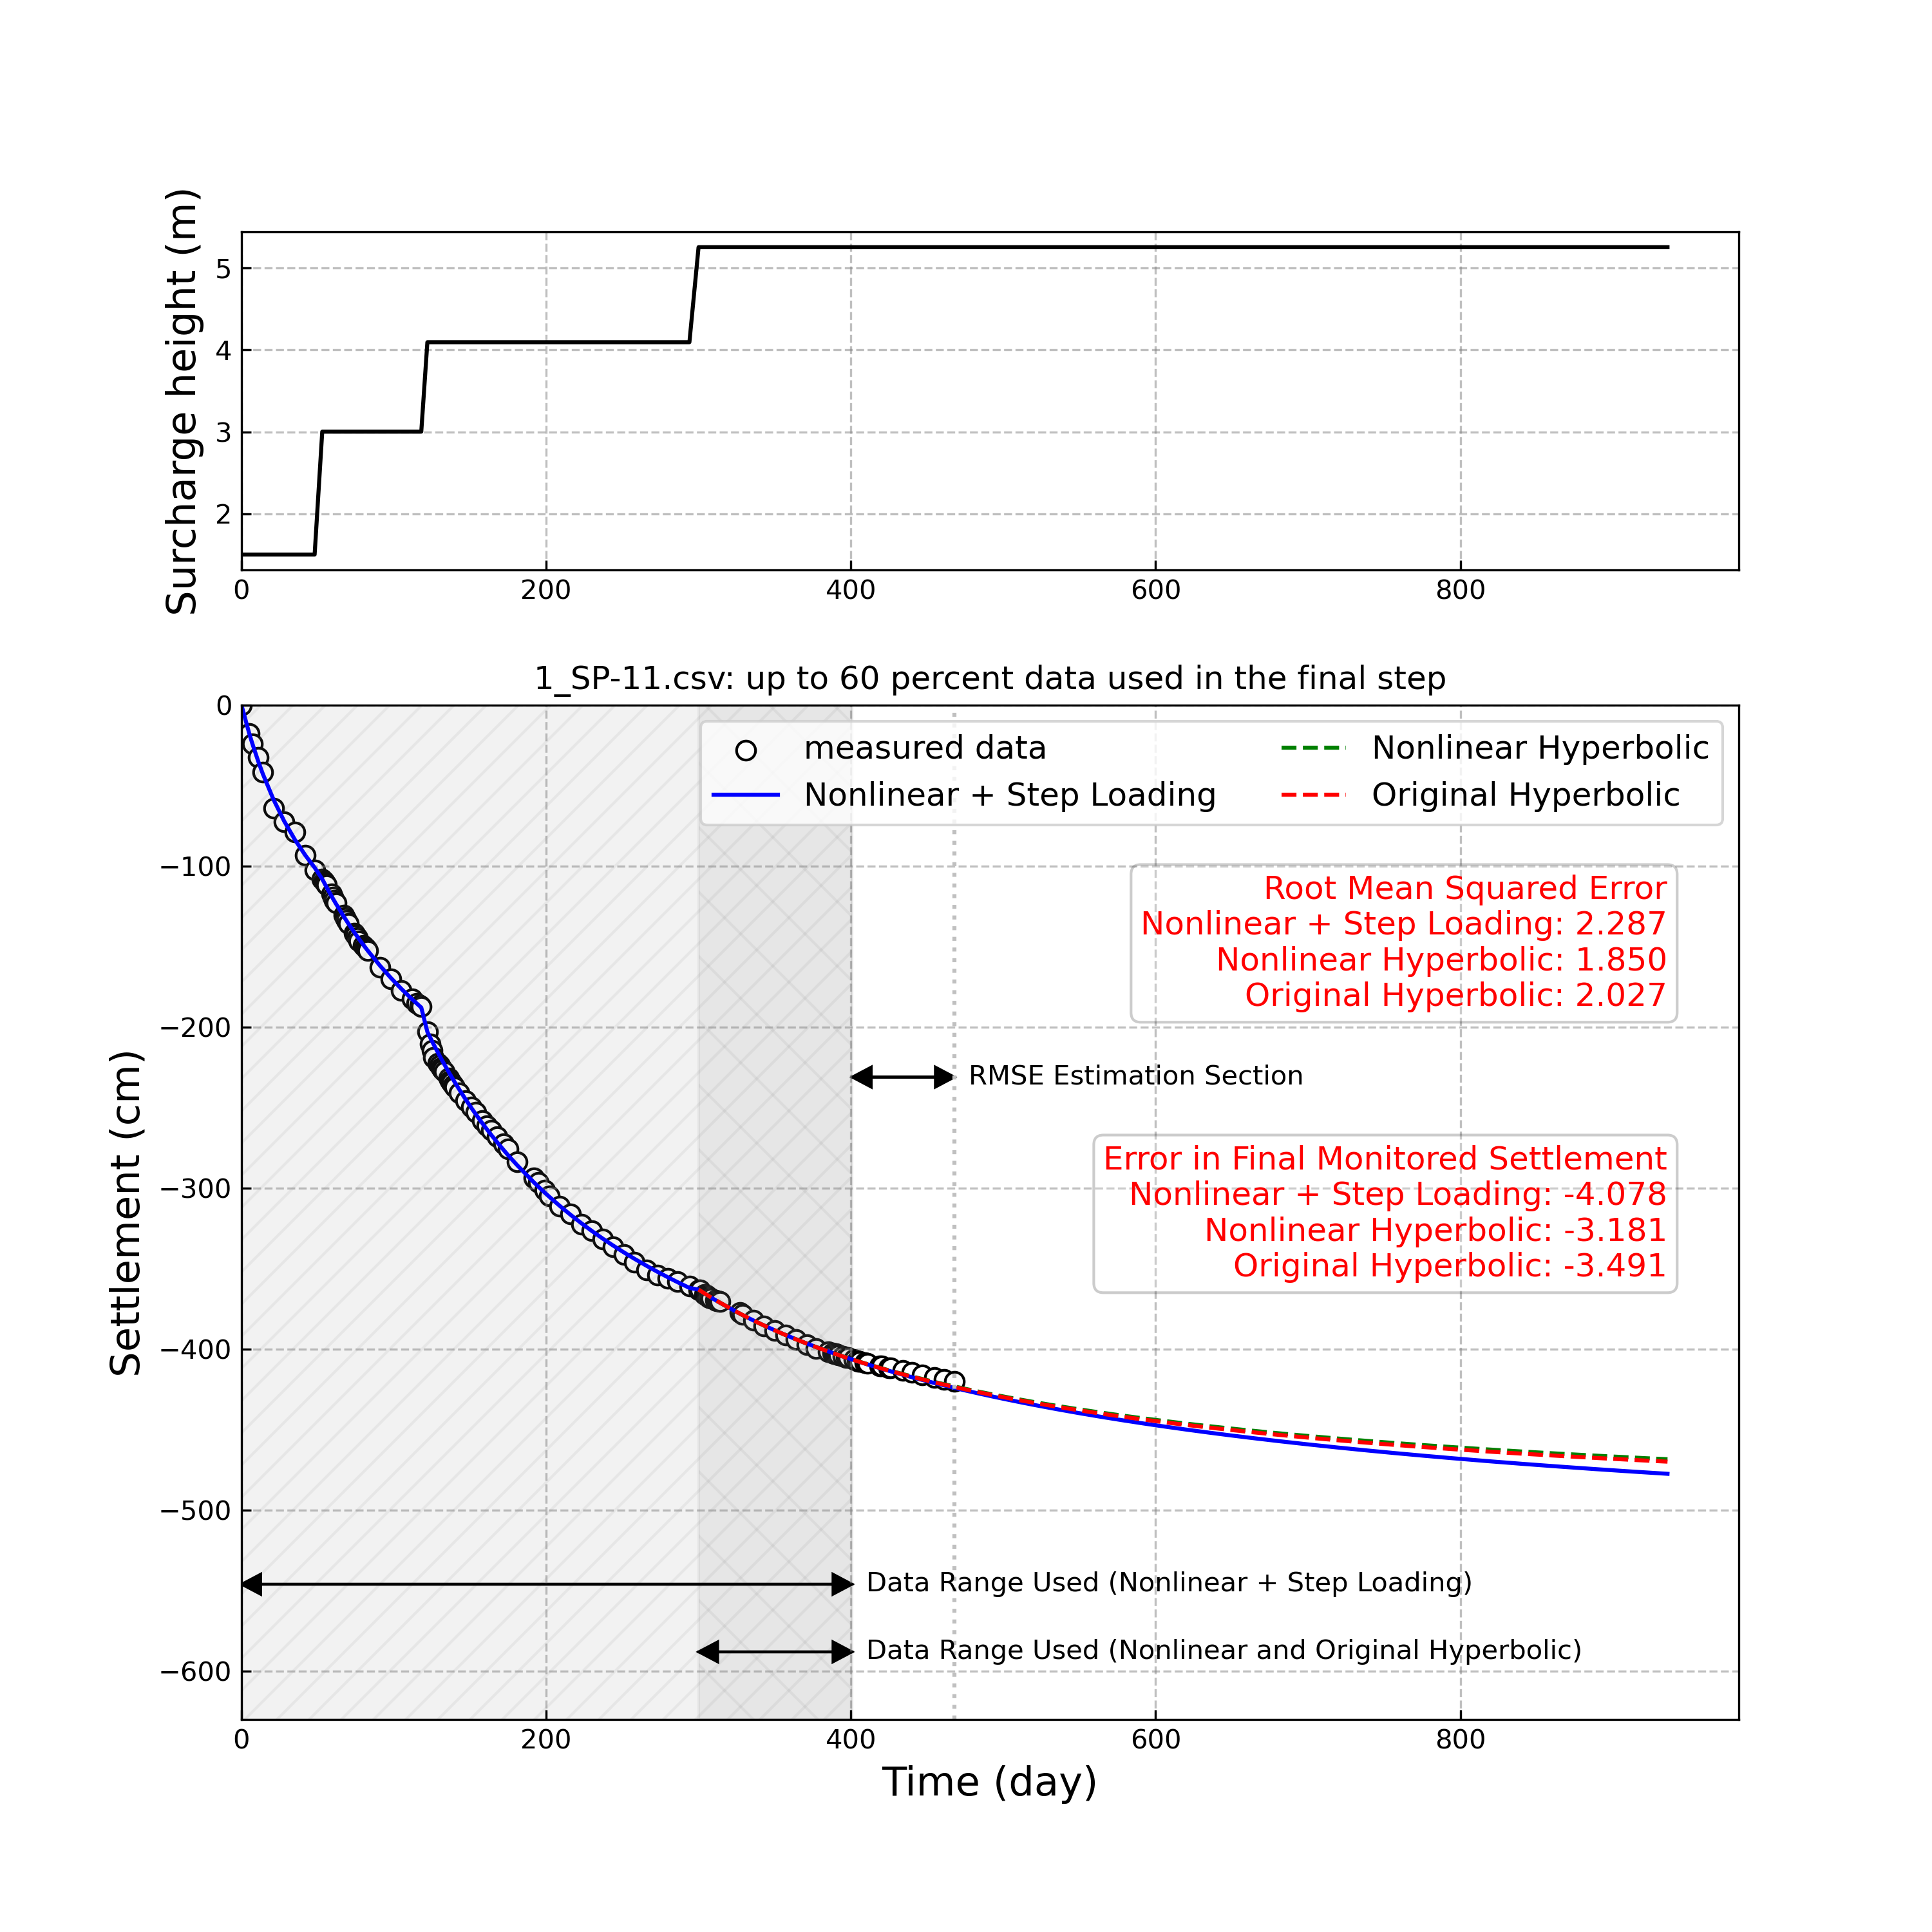 Surcharge height (m)
5
4
3
2
0 200 400 600 800
1_SP-11.csv: up to 60 percent data used in the final step
measured data
Nonlinear + Step Loading
Nonlinear Hyperbolic
Original Hyperbolic
Root Mean Squared Error
Nonlinear + Step Loading: 2.287
Nonlinear Hyperbolic: 1.850
Original Hyperbolic: 2.027
RMSE Estimation Section
Error in Final Monitored Settlement
Nonlinear + Step Loading: -4.078
Nonlinear Hyperbolic: -3.181
Original Hyperbolic: -3.491
Data Range Used (Nonlinear + Step Loading)
Data Range Used (Nonlinear and Original Hyperbolic)
Settlement (cm)
0
−100
−200
−300
−400
−500
−600
0 200 400 600 800
Time (day)